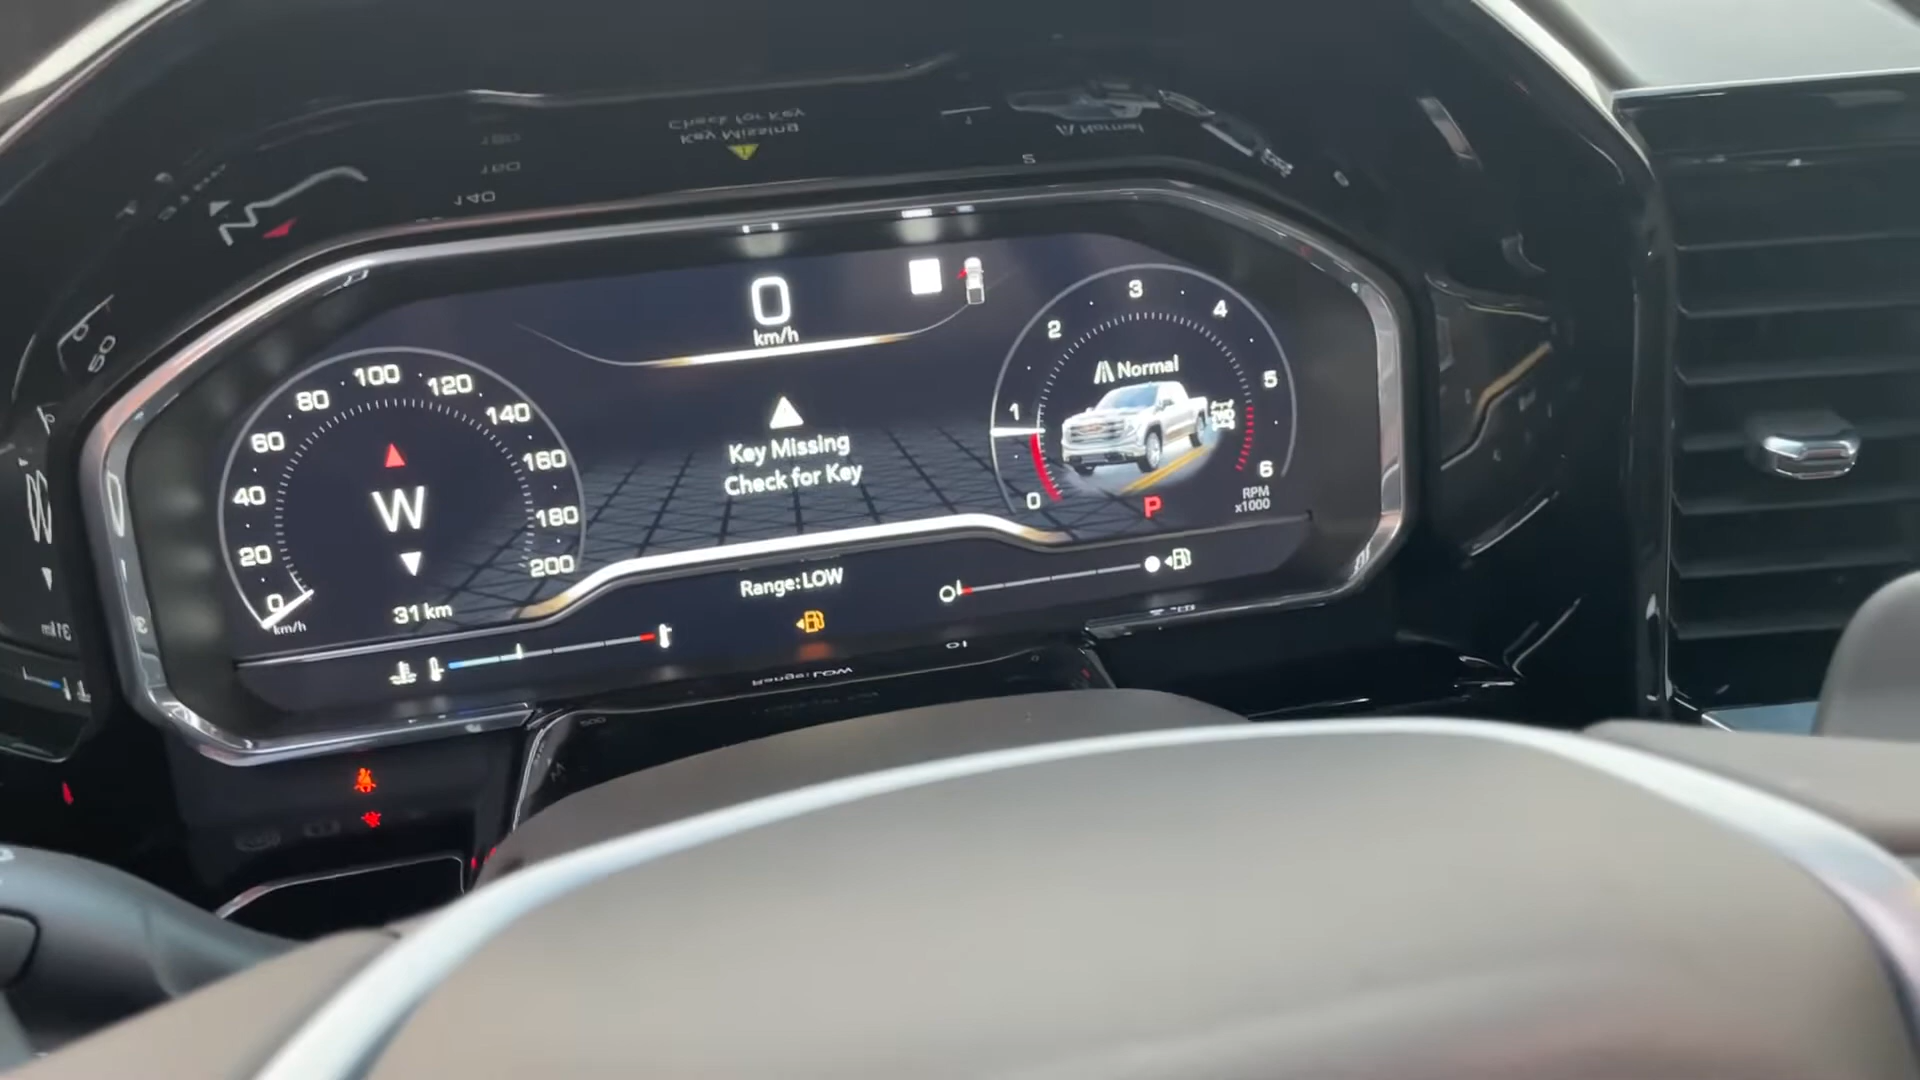 0
km/h
3
2
4
Normal
100
80
120
5
140
1
60
Key Missing
160
Check for Key
6
40
W
0
P
RPM
x1000
180
20
200
0
km/h
31 km
Range: LOW